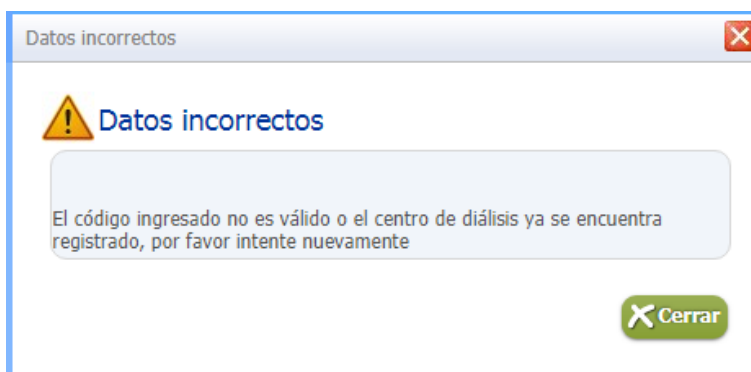 Datos incorrectos
Datos incorrectos
El código ingresado no es válido o el centro de diálisis ya se encuentra
registrado, por favor intente nuevamente
Cerrar